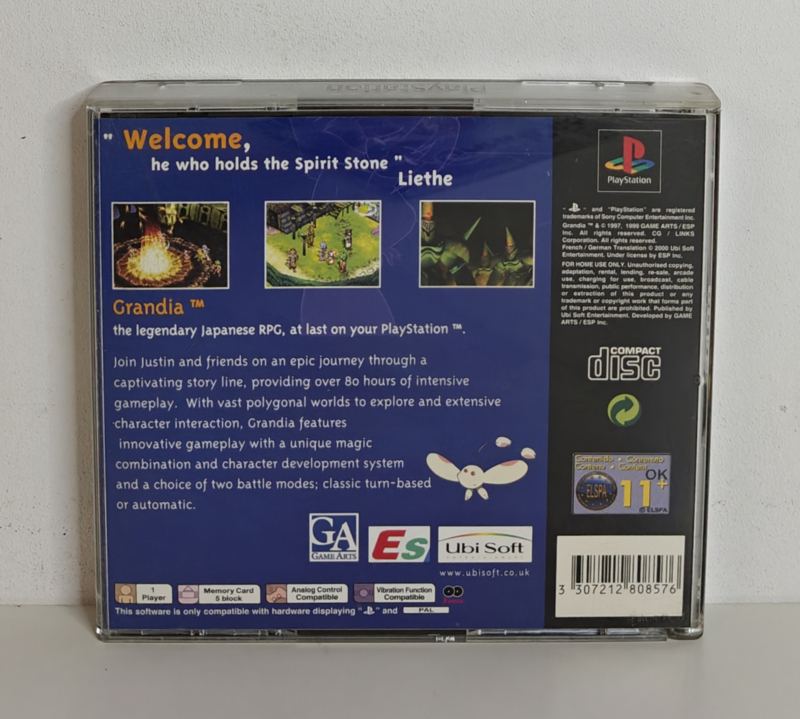 PlayStation
" Welcome,
he who holds the Spirit Stone "
Liethe
Grandia ™
the legendary Japanese RPG, at last on your PlayStation ™.
Join Justin and friends on an epic journey through a
captivating story line, providing over 80 hours of intensive
gameplay. With vast polygonal worlds to explore and extensive
character interaction, Grandia features
innovative gameplay with a unique magic
combination and character development system
and a choice of two battle modes; classic turn-based
or automatic.
GA
GAME ARTS
Es
Ubi Soft
ENTERTAINMENT
www.ubisoft.co.uk
1
Player
Memory Card
5 block
Analog Control
Compatible
Vibration Function
Compatible
This software is only compatible with hardware displaying " " and PAL
PlayStation
" " and "PlayStation" are registered
trademarks of Sony Computer Entertainment Inc.
Grandia ™ & © 1997, 1999 GAME ARTS / ESP
Inc. All rights reserved. CG / LINKS
Corporation. All rights reserved.
French / German Translation © 2000 Ubi Soft
Entertainment. Under license by ESP Inc.
FOR HOME USE ONLY. Unauthorised copying,
adaptation, rental, lending, re-sale, arcade
use, charging for use, broadcast, cable
transmission, public performance, distribution
or extraction of this product or any
trademark or copyright work that forms part
of this product are prohibited. Published by
Ubi Soft Entertainment. Developed by GAME
ARTS / ESP Inc.
COMPACT
disc
Contenido • Contenuto
Contenu • Content
ELSPA
OK
11+
© ELSPA
3 307212 808576